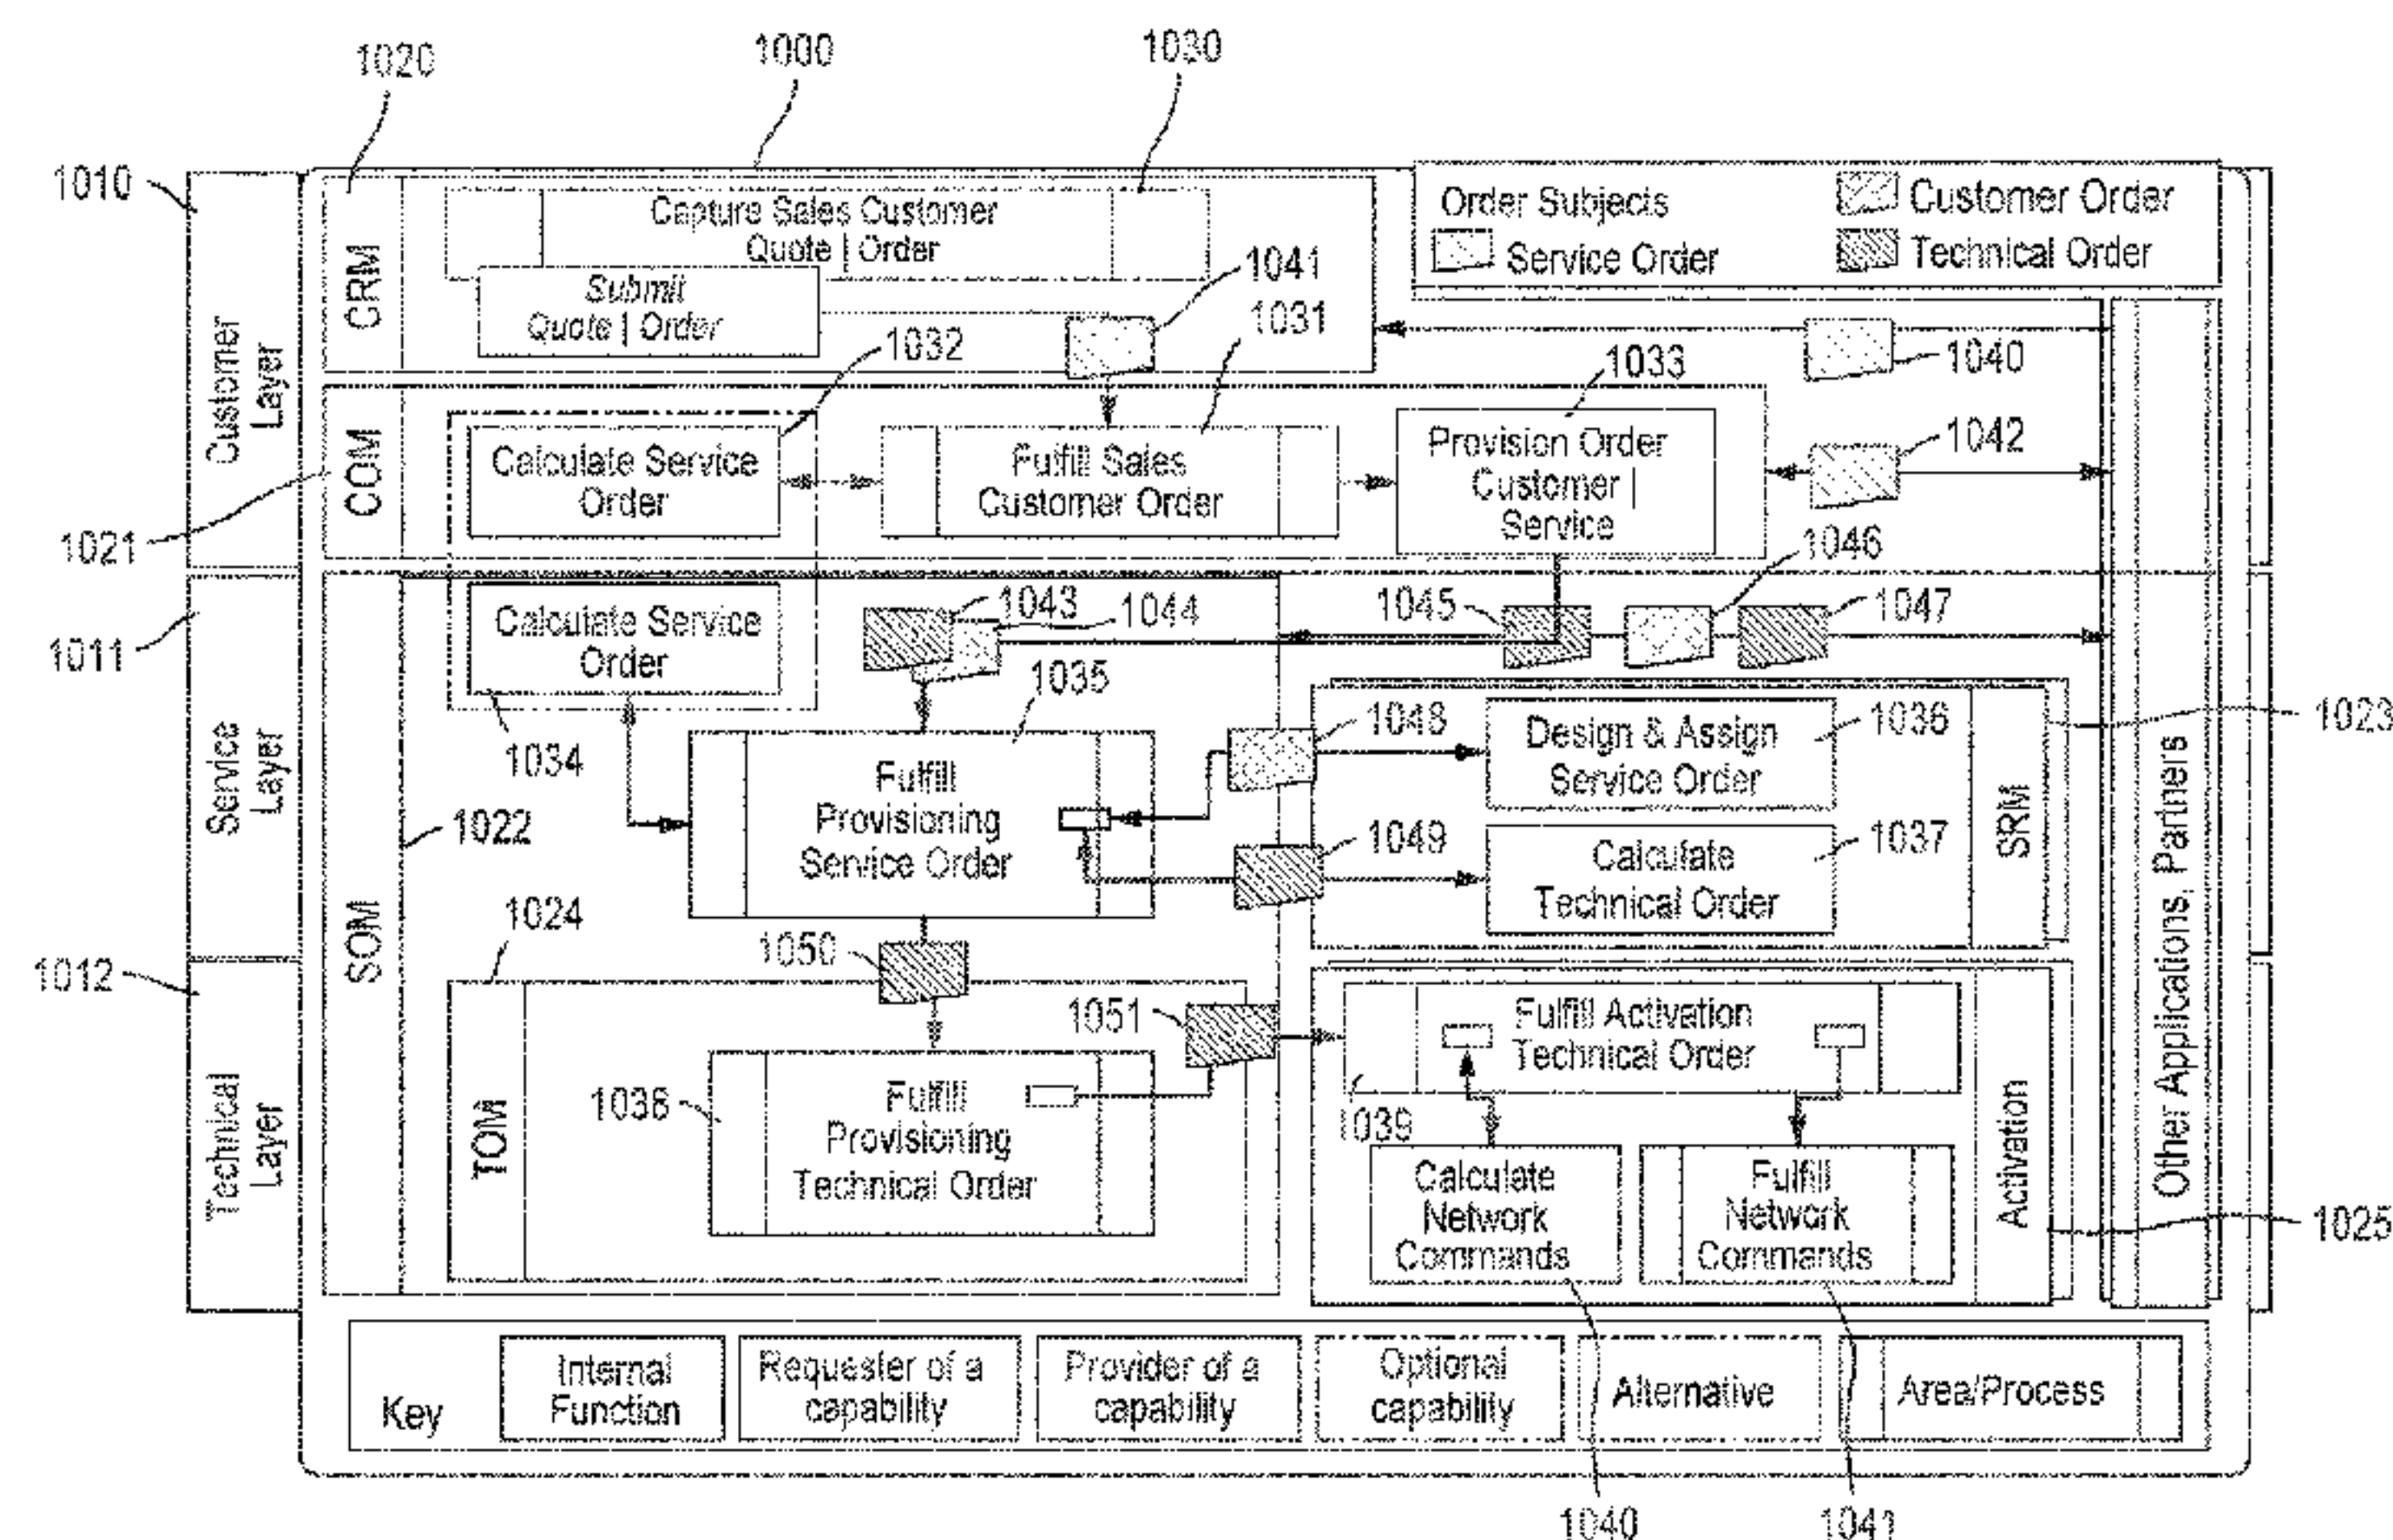 1020
1000
1030
1010
Order Subjects
Customer Order
Service Order
Technical Order
CRM
Capture Sales Customer
Quote | Order
Submit
Quote | Order
1041
1031
1032
1033
1040
Customer
Layer
COM
Calculate Service
Order
Fulfill Sales
Customer Order
Provision Order
Customer |
Service
1042
1021
1046
1011
Service
Layer
SOM
Calculate Service
Order
1043
1044
1045
1047
1035
1034
1048
Design & Assign
Service Order
1036
1023
1022
Fulfill
Provisioning
Service Order
1049
Calculate
Technical Order
1037
SRM
Other Applications, Partners
1024
1050
1012
Technical
Layer
TOM
1051
Fulfill Activation
Technical Order
1038
Fulfill
Provisioning
Technical Order
1039
Activation
Calculate
Network
Commands
Fulfill
Network
Commands
1025
Key
Internal
Function
Requester of a
capability
Provider of a
capability
Optional
capability
Alternative
Area/Process
1040
1041